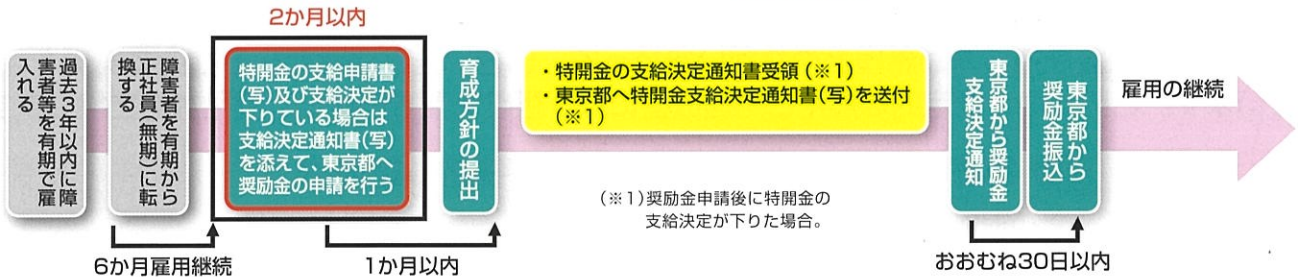 2か月以内
過去３年以内に障
害者等を有期で雇
入れる
障害者を有期から
正社員（無期）に転
換する
特開金の支給申請書
（写）及び支給決定が
下りている場合は
支給決定通知書（写）
を添えて、東京都へ
奨励金の申請を行う
育成方針の提出
・特開金の支給決定通知書受領（※１）
・東京都へ特開金支給決定通知書（写）を送付
（※１）
（※１）奨励金申請後に特開金の
支給決定が下りた場合。
東京都から奨励金
支給決定通知
東京都から
奨励金振込
雇用の継続
6か月雇用継続
1か月以内
おおむね30日以内